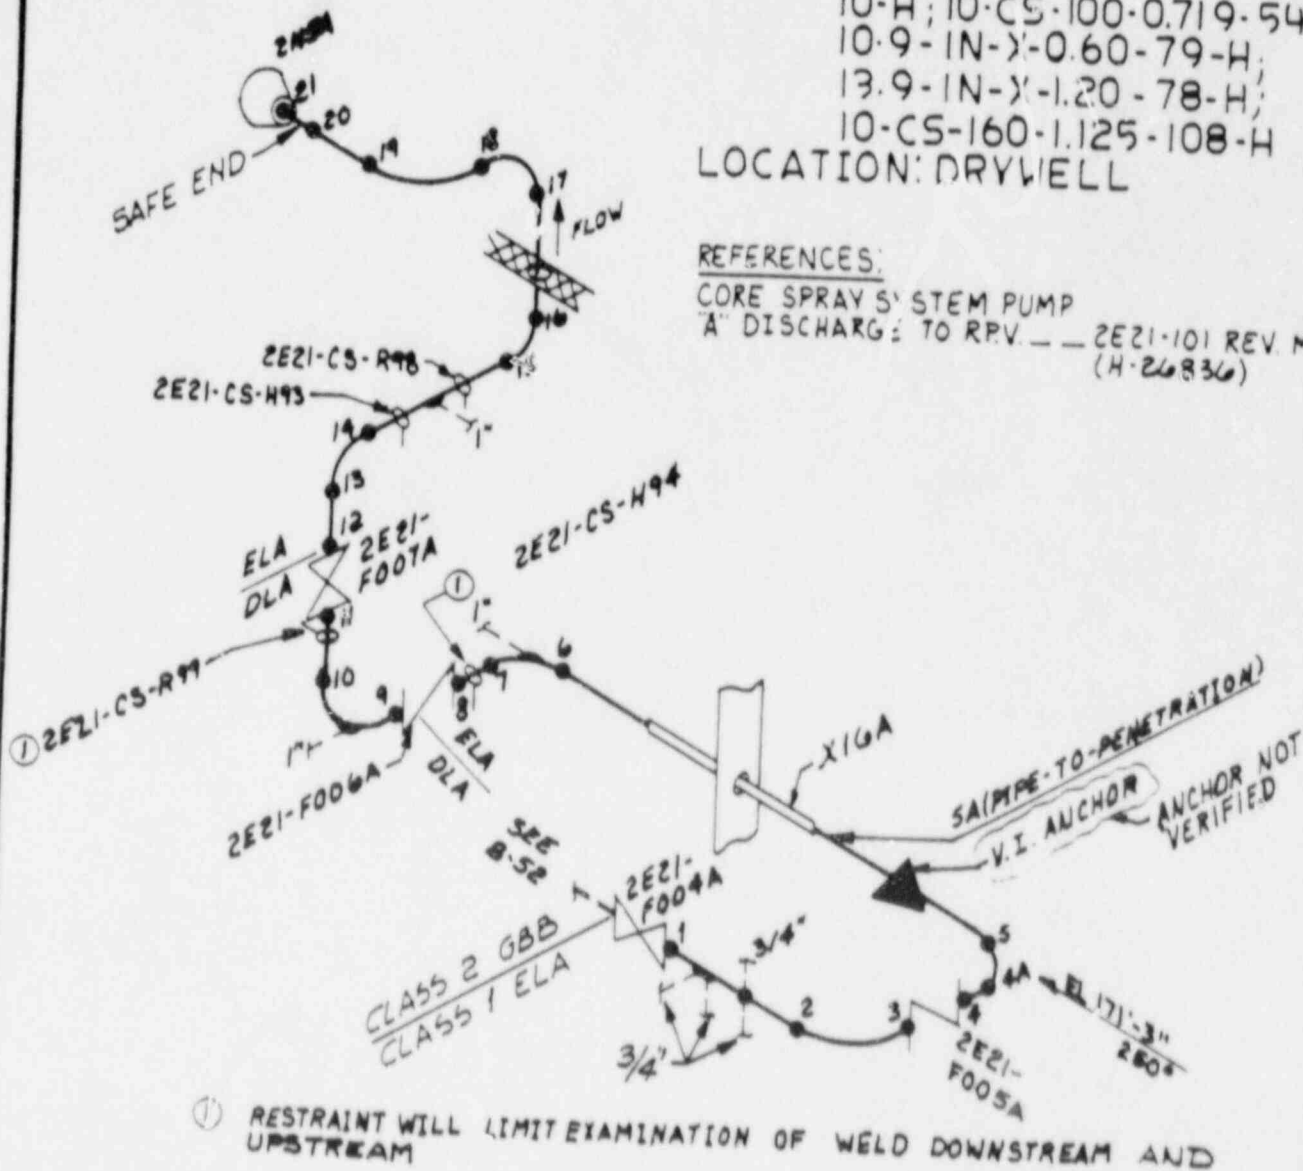 10-H; 10-CS-100-0.719-54
10.9-IN-X-0.60-79-H;
13.9-IN-X-1.20-78-H;
10-CS-160-1.125-108-H
LOCATION: DRYWELL
REFERENCES:
CORE SPRAY SYSTEM PUMP
"A" DISCHARGE TO RPV. _ _ 2E21-101 REV.
(H-26836)
21
20
SAFE END
19
18
17
FLOW
16
15
2E21-CS-R98
2E21-CS-H93
1"
14
13
12
2E21-CS-H94
ELA
DLA
2E21-
F007A
1
1"
11
6
7
8
10
9
1 2E21-CS-R99
1"
ELA
DLA
2E21-F006A
X16A
5A (PIPE-TO-PENETRATION)
V.I. ANCHOR
ANCHOR NOT
VERIFIED
SEE
B-52
2E21-
F004A
CLASS 2 GBB
CLASS 1 ELA
1
3/4"
2
3
4
4A
5
EL 171'-3"
250°
3/4"
2E21-
F005A
1 RESTRAINT WILL LIMIT EXAMINATION OF WELD DOWNSTREAM AND
UPSTREAM